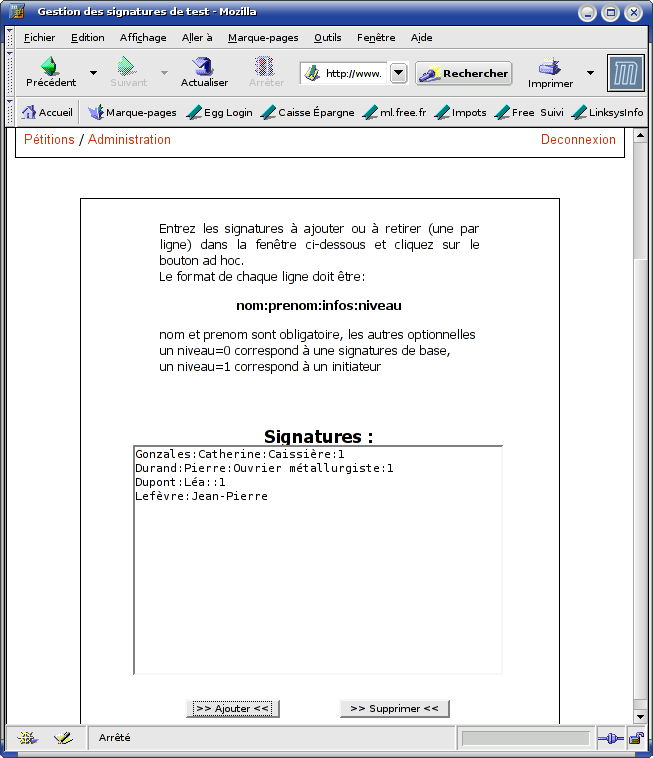 Gestion des signatures de test - Mozilla
Fichier Edition Affichage Aller à Marque-pages Outils Fenêtre Aide
http://www. Rechercher
Précédent Suivant Actualiser Arrêter Imprimer
Accueil Marque-pages Egg Login Caisse Épargne ml.free.fr Impots Free Suivi LinksysInfo
Pétitions / Administration Deconnexion
Entrez les signatures à ajouter ou à retirer (une par
ligne) dans la fenêtre ci-dessous et cliquez sur le
bouton ad hoc.
Le format de chaque ligne doit être:
nom:prenom:infos:niveau
nom et prenom sont obligatoire, les autres optionnelles
un niveau=0 correspond à une signatures de base,
un niveau=1 correspond à un initiateur
Signatures :
Gonzales:Catherine:Caissière:1
Durand:Pierre:Ouvrier métallurgiste:1
Dupont:Léa::1
Lefèvre:Jean-Pierre
>> Ajouter << >> Supprimer <<
Arrêté